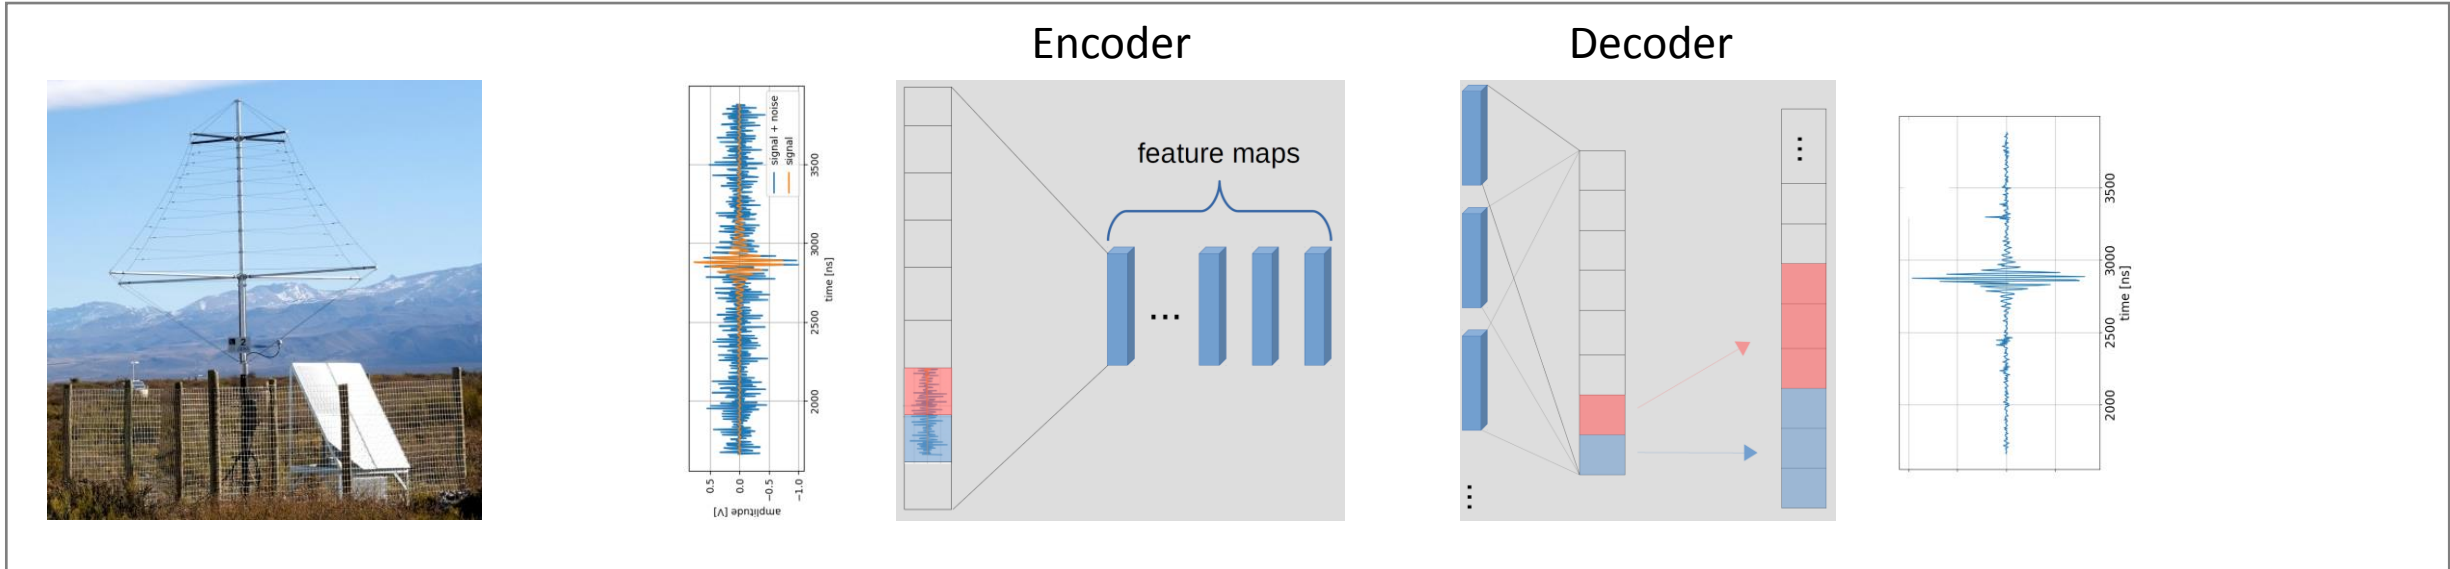 Encoder
Decoder
2
signal + noise
signal
3500
3000
2500
2000
time [ns]
0.5
0.0
−0.5
−1.0
amplitude [V]
feature maps
...
...
...
3500
3000
2500
2000
time [ns]